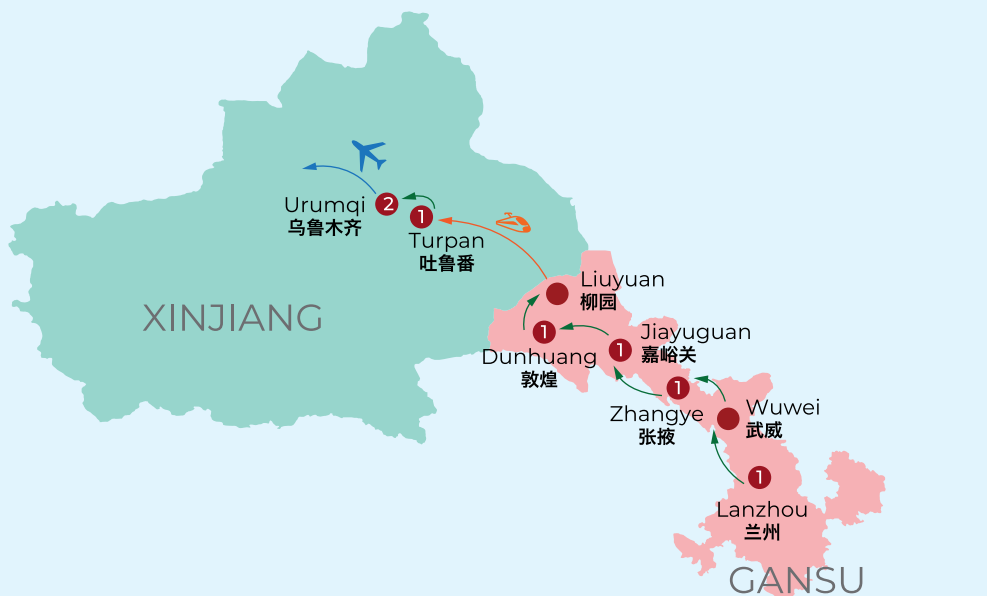 Urumqi
乌鲁木齐
2
1
Turpan
吐鲁番
XINJIANG
Liuyuan
柳园
1
Dunhuang
敦煌
1
Jiayuguan
嘉峪关
1
Zhangye
张掖
Wuwei
武威
1
Lanzhou
兰州
GANSU